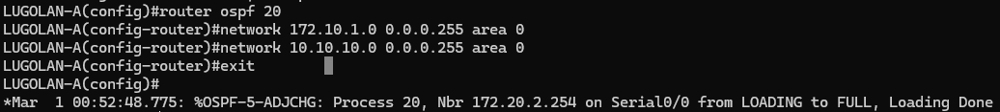 LUGOLAN-A(config)#router ospf 20
LUGOLAN-A(config-router)#network 172.10.1.0 0.0.0.255 area 0
LUGOLAN-A(config-router)#network 10.10.10.0 0.0.0.255 area 0
LUGOLAN-A(config-router)#exit
LUGOLAN-A(config)#
*Mar  1 00:52:48.775: %OSPF-5-ADJCHG: Process 20, Nbr 172.20.2.254 on Serial0/0 from LOADING to FULL, Loading Done